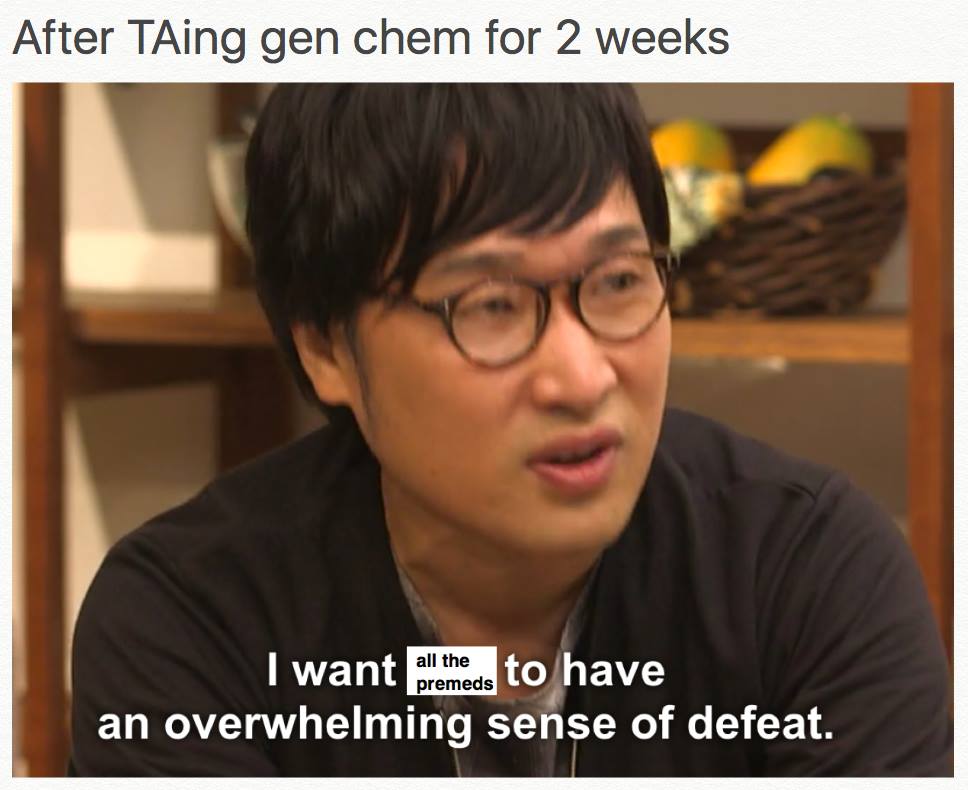 After TAing gen chem for 2 weeks
I want all the premeds to have
an overwhelming sense of defeat.